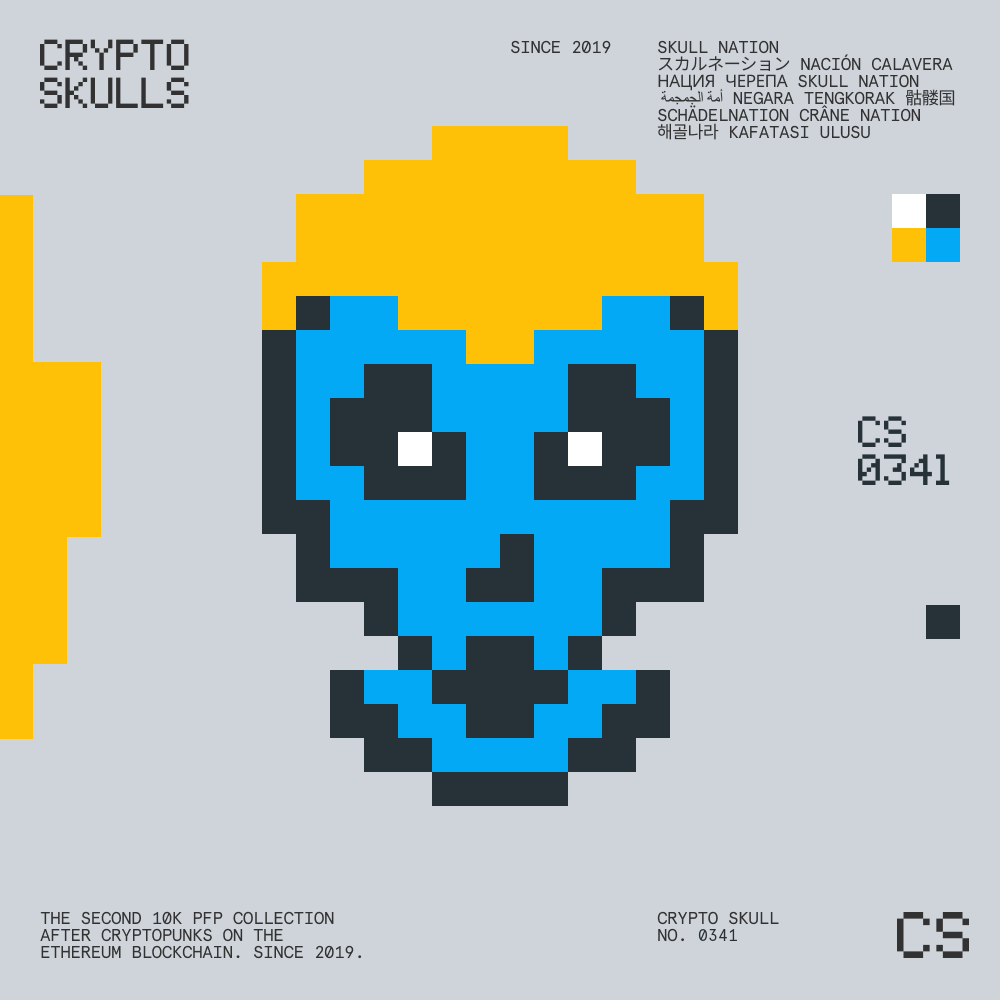 CRYPTO
SKULLS
SINCE 2019
SKULL NATION
スカルネーション NACIÓN CALAVERA
НАЦИЯ ЧЕРЕПА SKULL NATION
أمة الجمجمة NEGARA TENGKORAK 骷髅国
SCHÄDELNATION CRÂNE NATION
해골나라 KAFATASI ULUSU
CS
0341
THE SECOND 10K PFP COLLECTION
AFTER CRYPTOPUNKS ON THE
ETHEREUM BLOCKCHAIN. SINCE 2019.
CRYPTO SKULL
NO. 0341
CS